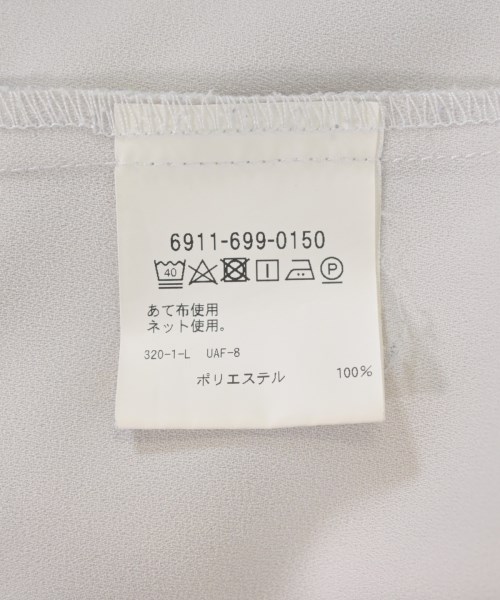 6911-699-0150
40 P
あて布使用
ネット使用。
320-1-L UAF-8
ポリエステル 100%